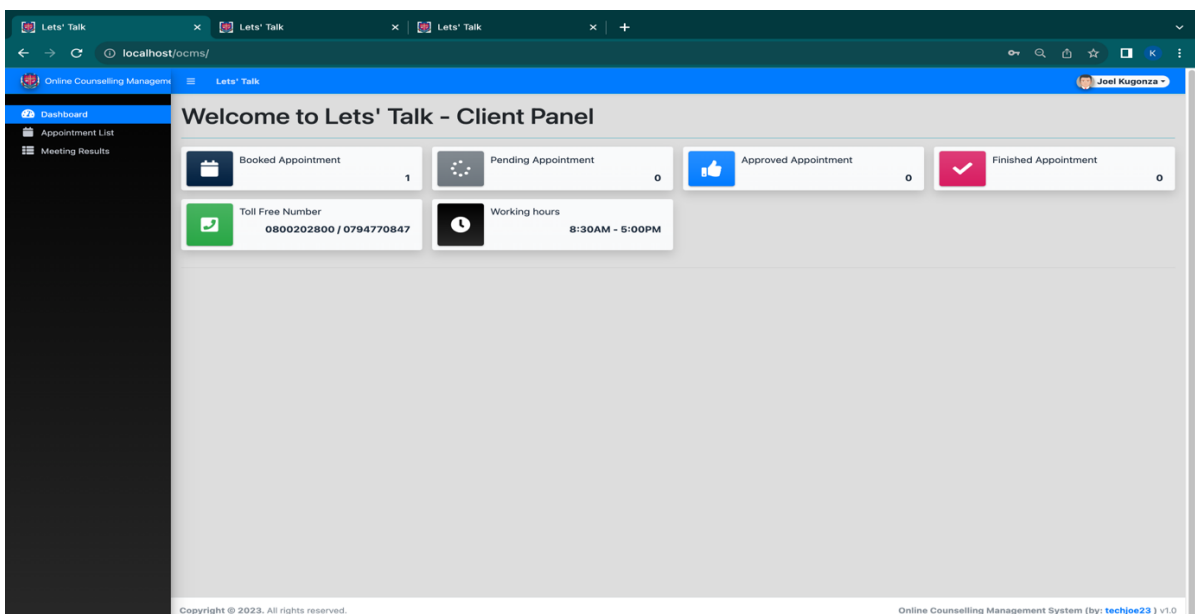 Lets' Talk
Lets' Talk
Lets' Talk
localhost/ocms/
K
Online Counselling Manageme
Lets' Talk
Joel Kugonza
Dashboard
Appointment List
Meeting Results
Welcome to Lets' Talk - Client Panel
Booked Appointment
1
Pending Appointment
0
Approved Appointment
0
Finished Appointment
0
Toll Free Number
0800202800 / 0794770847
Working hours
8:30AM - 5:00PM
Copyright © 2023. All rights reserved.
Online Counselling Management System (by: techjoe23 ) v1.0